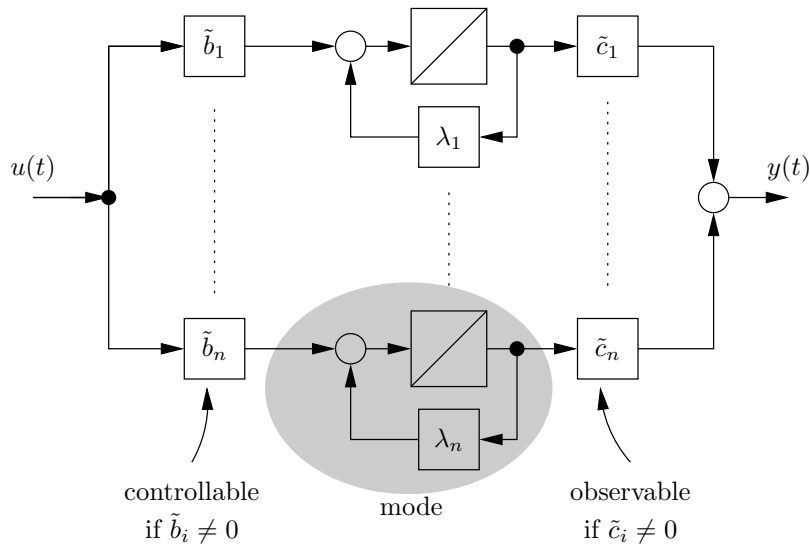 b̃₁
c̃₁
λ₁
u(t)
y(t)
b̃ₙ
c̃ₙ
λₙ
controllable
if b̃ᵢ ≠ 0
mode
observable
if c̃ᵢ ≠ 0